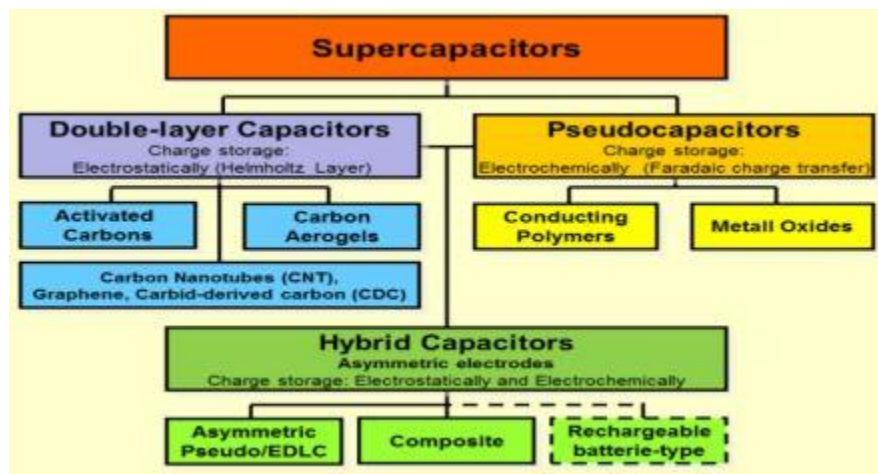 Supercapacitors
Double-layer Capacitors
Charge storage:
Electrostatically (Helmholtz Layer)
Pseudocapacitors
Charge storage:
Electrochemically (Faradaic charge transfer)
Activated
Carbons
Carbon
Aerogels
Conducting
Polymers
Metall Oxides
Carbon Nanotubes (CNT),
Graphene, Carbid-derived carbon (CDC)
Hybrid Capacitors
Asymmetric electrodes
Charge storage: Electrostatically and Electrochemically
Asymmetric
Pseudo/EDLC
Composite
Rechargeable
batterie-type